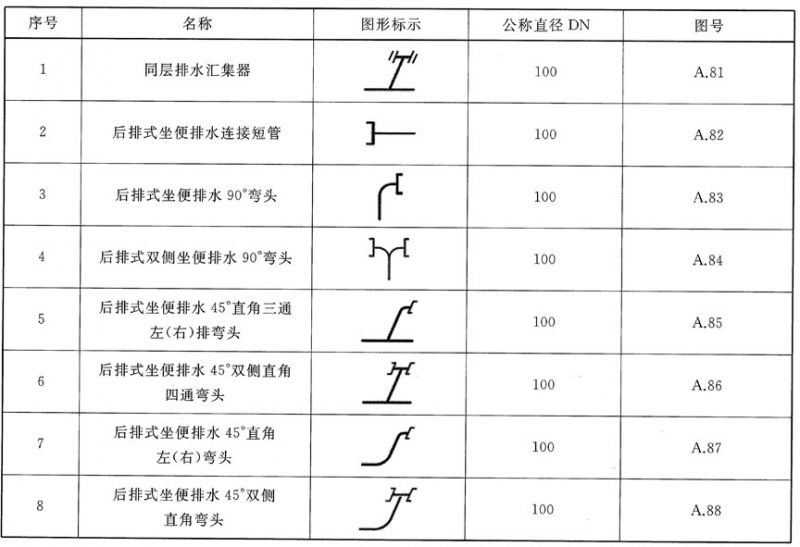 序号 名称 图形标示 公称直径 DN 图号
1 同层排水汇集器 100 A.81
2 后排式坐便排水连接短管 100 A.82
3 后排式坐便排水 90°弯头 100 A.83
4 后排式双侧坐便排水 90°弯头 100 A.84
5 后排式坐便排水 45°直角三通
左(右)排弯头 100 A.85
6 后排式坐便排水 45°双侧直角
四通弯头 100 A.86
7 后排式坐便排水 45°直角
左(右)弯头 100 A.87
8 后排式坐便排水 45°双侧
直角弯头 100 A.88